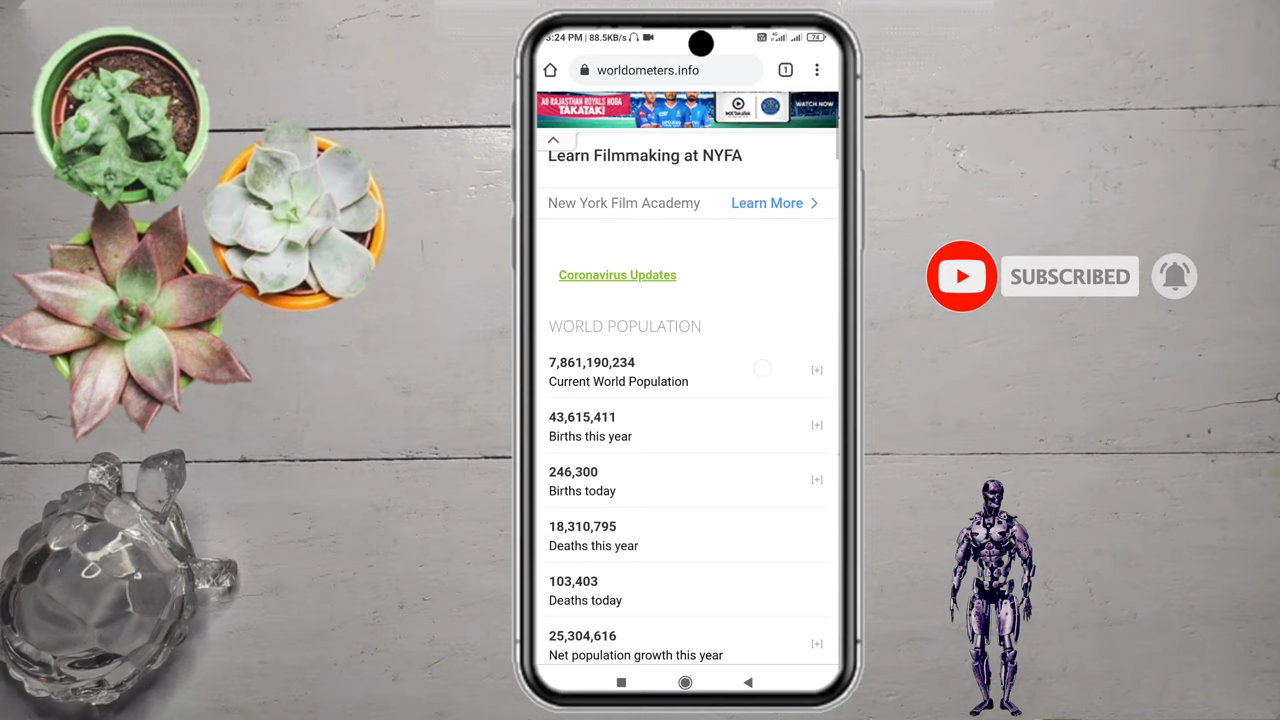 3:24 PM | 88.5KB/s
4G
74
worldometers.info
1
AB RAJASTHAN ROYALS HOGA
TAKATAK!
WATCH NOW
Learn Filmmaking at NYFA
New York Film Academy
Learn More
Coronavirus Updates
WORLD POPULATION
7,861,190,234
Current World Population
[+]
43,615,411
Births this year
[+]
246,300
Births today
[+]
18,310,795
Deaths this year
103,403
Deaths today
25,304,616
Net population growth this year
[+]
SUBSCRIBED